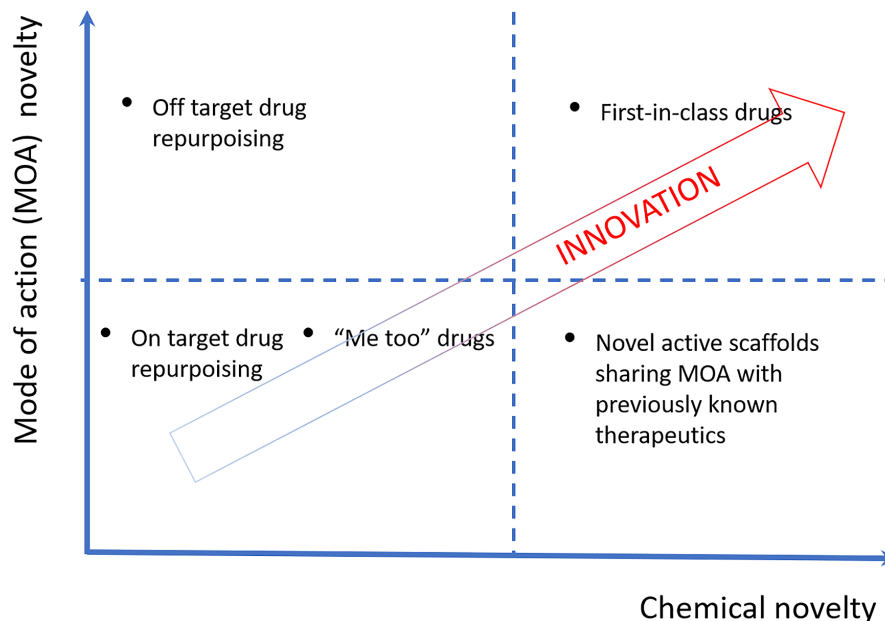 Mode of action (MOA) novelty
• Off target drug
repurpoising
• First-in-class drugs
INNOVATION
• On target drug
repurpoising
• “Me too” drugs
• Novel active scaffolds
sharing MOA with
previously known
therapeutics
Chemical novelty